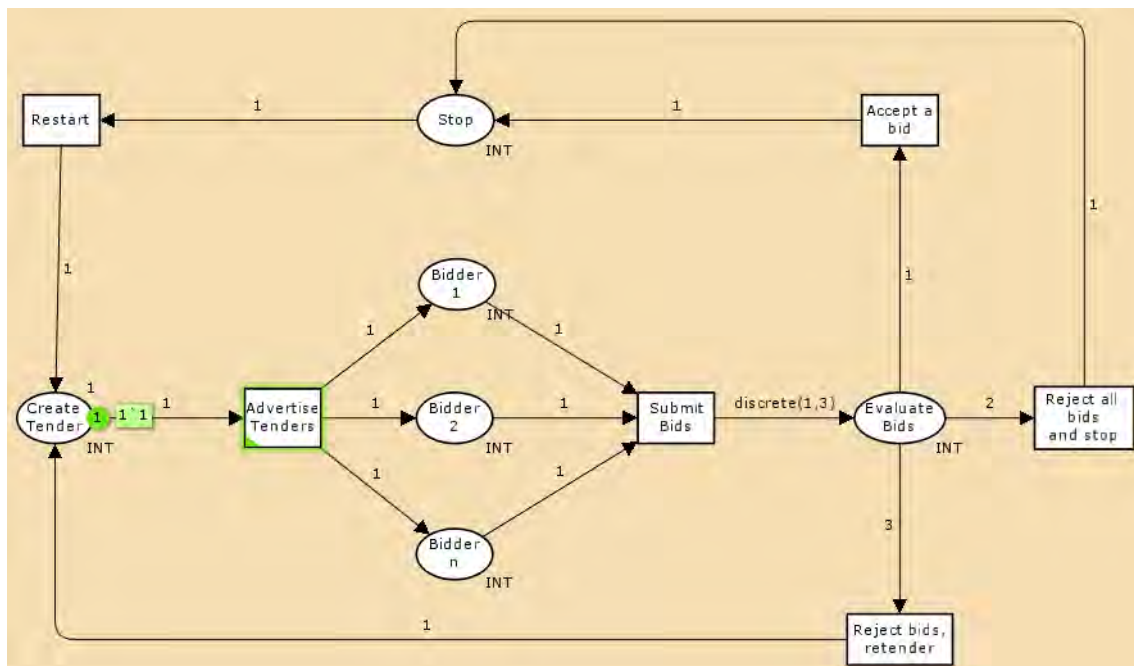 1
Restart
1
Stop
1
Accept a
bid
INT
1
1
1
Bidder
1
INT
1
1
1
Create
Tender
1
1`1
1
INT
Advertise
Tenders
1
Bidder
2
INT
1
Submit
Bids
discrete(1,3)
Evaluate
Bids
INT
2
Reject all
bids
and stop
1
1
Bidder
n
INT
3
1
Reject bids,
retender